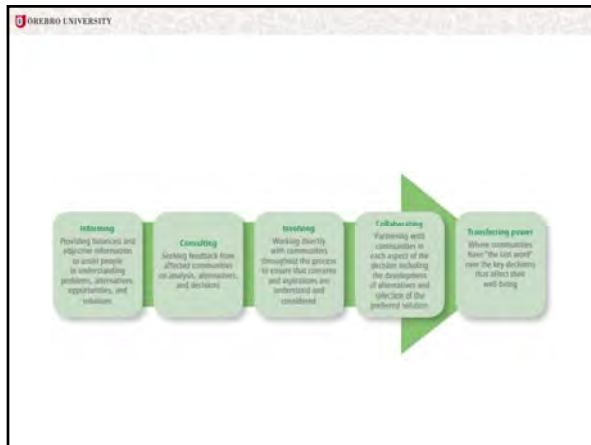 ÖREBRO UNIVERSITY
Informing
Providing balanced and
objective information
to assist people
in understanding
problems, alternatives,
opportunities, and
solutions
Consulting
Seeking feedback from
affected communities
on analysis, alternatives,
and decisions
Involving
Working directly
with communities
throughout the process
to ensure that concerns
and aspirations are
understood and
considered
Collaborating
Partnering with
communities in
each aspect of the
decision including
the development
of alternatives and
selection of the
preferred solution
Transferring power
Where communities
have "the last word"
over the key decisions
that affect their
well-being